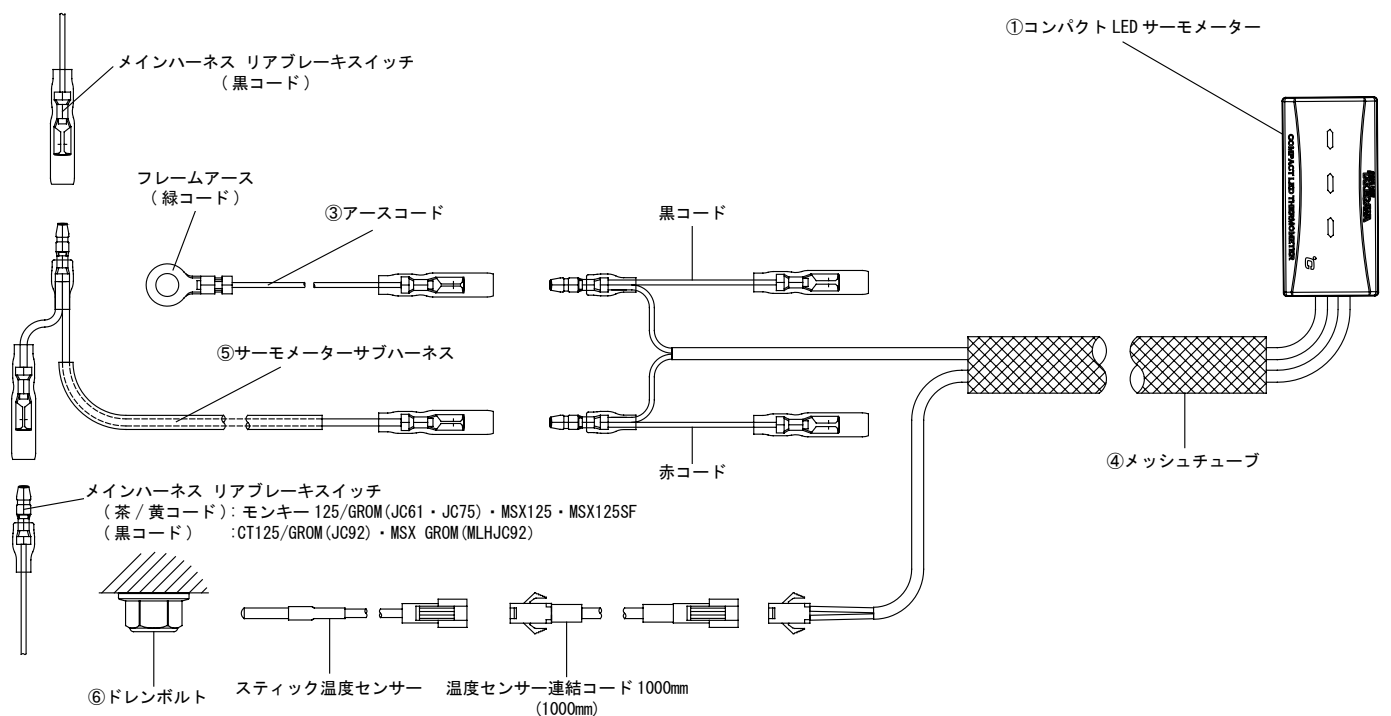 ①コンパクト LED サーモメーター
メインハーネス リアブレーキスイッチ
( 黒コード )
フレームアース
( 緑コード )
③アースコード
黒コード
COMPACT LED THERMOMETER
℃
⑤サーモメーターサブハーネス
④メッシュチューブ
赤コード
メインハーネス リアブレーキスイッチ
( 茶 / 黄コード ) : モンキー 125/GROM(JC61・JC75)・MSX125・MSX125SF
( 黒コード ) :CT125/GROM(JC92)・MSX GROM(MLHJC92)
⑥ドレンボルト
スティック温度センサー
温度センサー連結コード 1000mm
(1000mm)